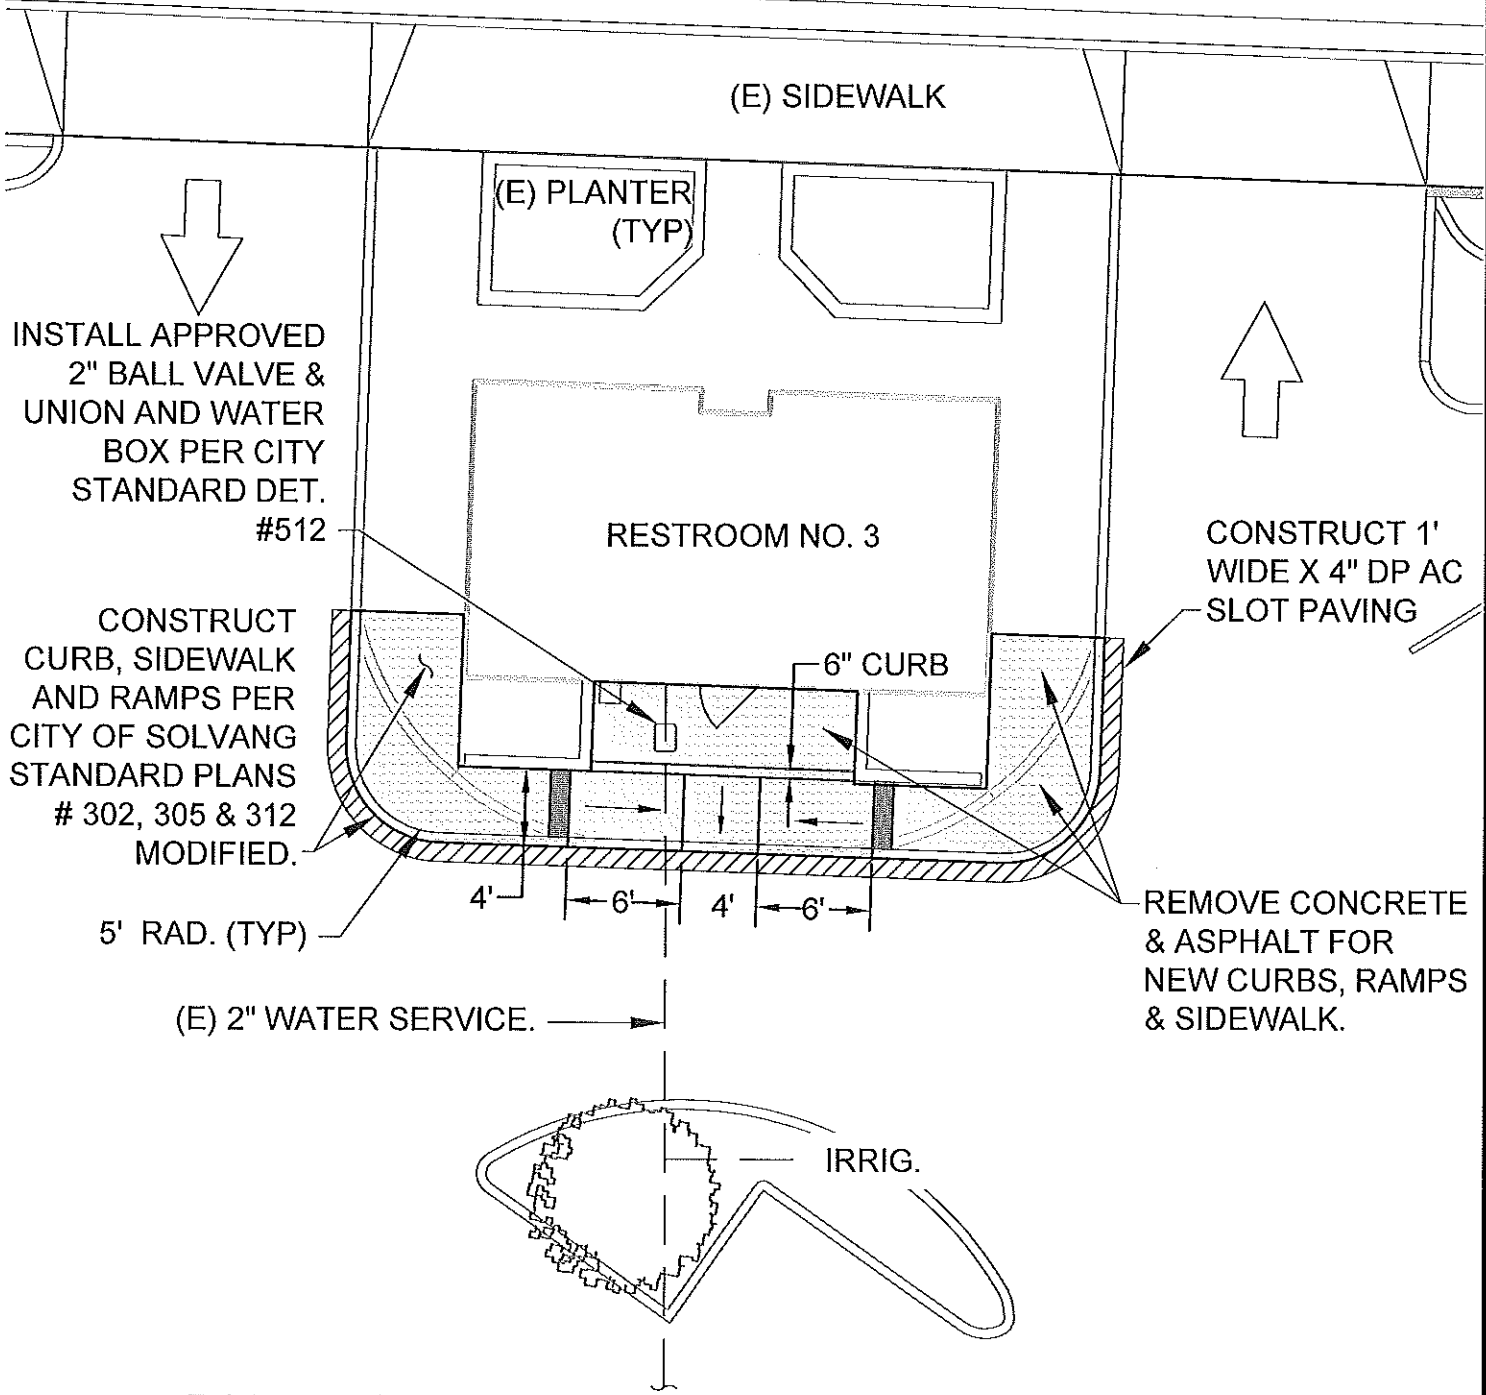 (E) SIDEWALK
(E) PLANTER
(TYP)
INSTALL APPROVED
2" BALL VALVE &
UNION AND WATER
BOX PER CITY
STANDARD DET.
#512
RESTROOM NO. 3
CONSTRUCT 1'
WIDE X 4" DP AC
SLOT PAVING
CONSTRUCT
CURB, SIDEWALK
AND RAMPS PER
CITY OF SOLVANG
STANDARD PLANS
# 302, 305 & 312
MODIFIED.
6" CURB
4'
6'
4'
6'
5' RAD. (TYP)
REMOVE CONCRETE
& ASPHALT FOR
NEW CURBS, RAMPS
& SIDEWALK.
(E) 2" WATER SERVICE.
IRRIG.